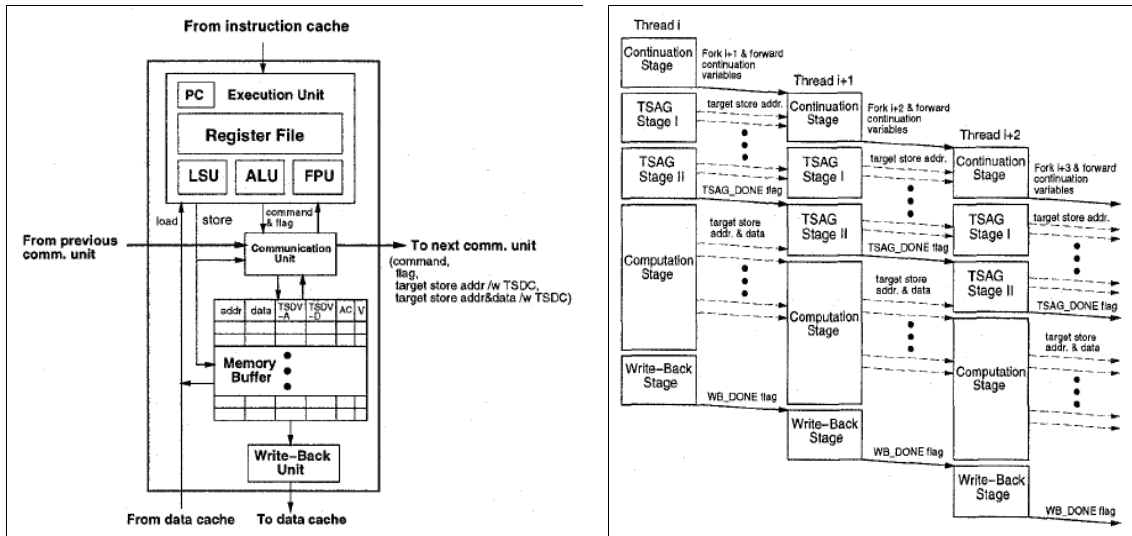 From instruction cache
PC
Execution Unit
Register File
LSU
ALU
FPU
load
store
command
& flag
From previous
comm. unit
Communication
Unit
To next comm. unit
(command,
flag,
target store addr /w TSDC,
target store addr&data /w TSDC)
addr
data
TSDV
-A
TSDV
-D
AC
V
Memory
Buffer
Write-Back
Unit
From data cache
To data cache
Thread i
Continuation
Stage
Fork i+1 & forward
continuation
variables
TSAG
Stage I
target store addr.
TSAG
Stage II
TSAG_DONE flag
Computation
Stage
target store
addr. & data
Write-Back
Stage
WB_DONE flag
Thread i+1
Continuation
Stage
Fork i+2 & forward
continuation
variables
TSAG
Stage I
target store addr.
TSAG
Stage II
TSAG_DONE flag
Computation
Stage
target store
addr. & data
Write-Back
Stage
WB_DONE flag
Thread i+2
Continuation
Stage
Fork i+3 & forward
continuation
variables
TSAG
Stage I
target store addr.
TSAG
Stage II
TSAG_DONE flag
Computation
Stage
target store
addr. & data
Write-Back
Stage
WB_DONE flag